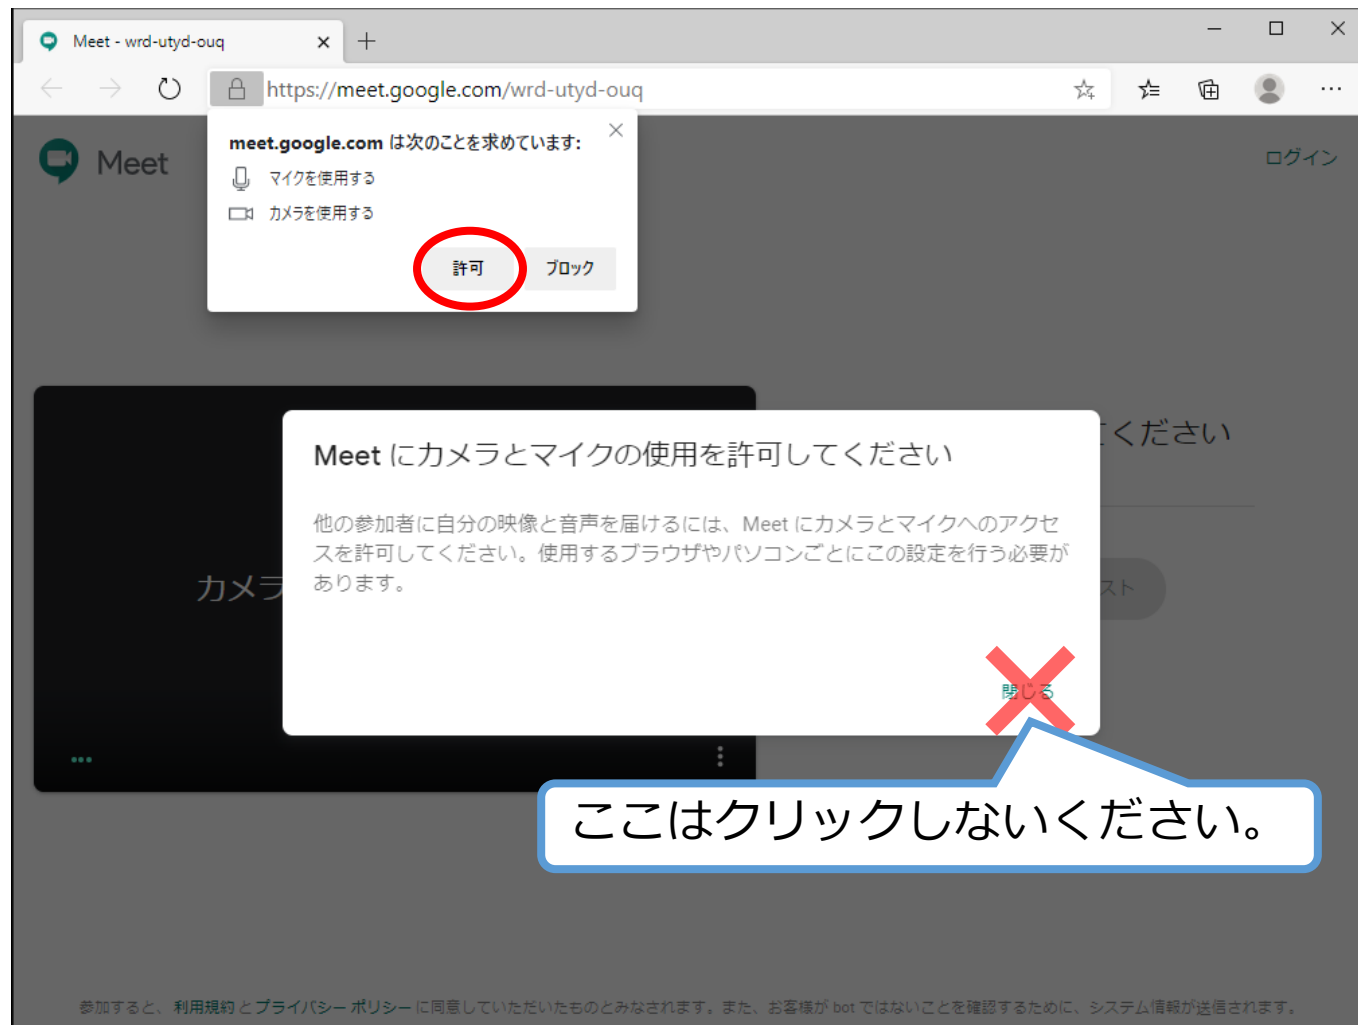 Meet - wrd-utyd-ouq
https://meet.google.com/wrd-utyd-ouq
meet.google.com は次のことを求めています:
マイクを使用する
カメラを使用する
許可 ブロック
Meet
ログイン
ください
Meet にカメラとマイクの使用を許可してください
他の参加者に自分の映像と音声を届けるには、Meet にカメラとマイクへのアクセ
スを許可してください。使用するブラウザやパソコンごとにこの設定を行う必要が
あります。
カメラ
スト
閉じる
ここはクリックしないください。
参加すると、利用規約とプライバシー ポリシーに同意していただいたものとみなされます。また、お客様が bot ではないことを確認するために、システム情報が送信されます。